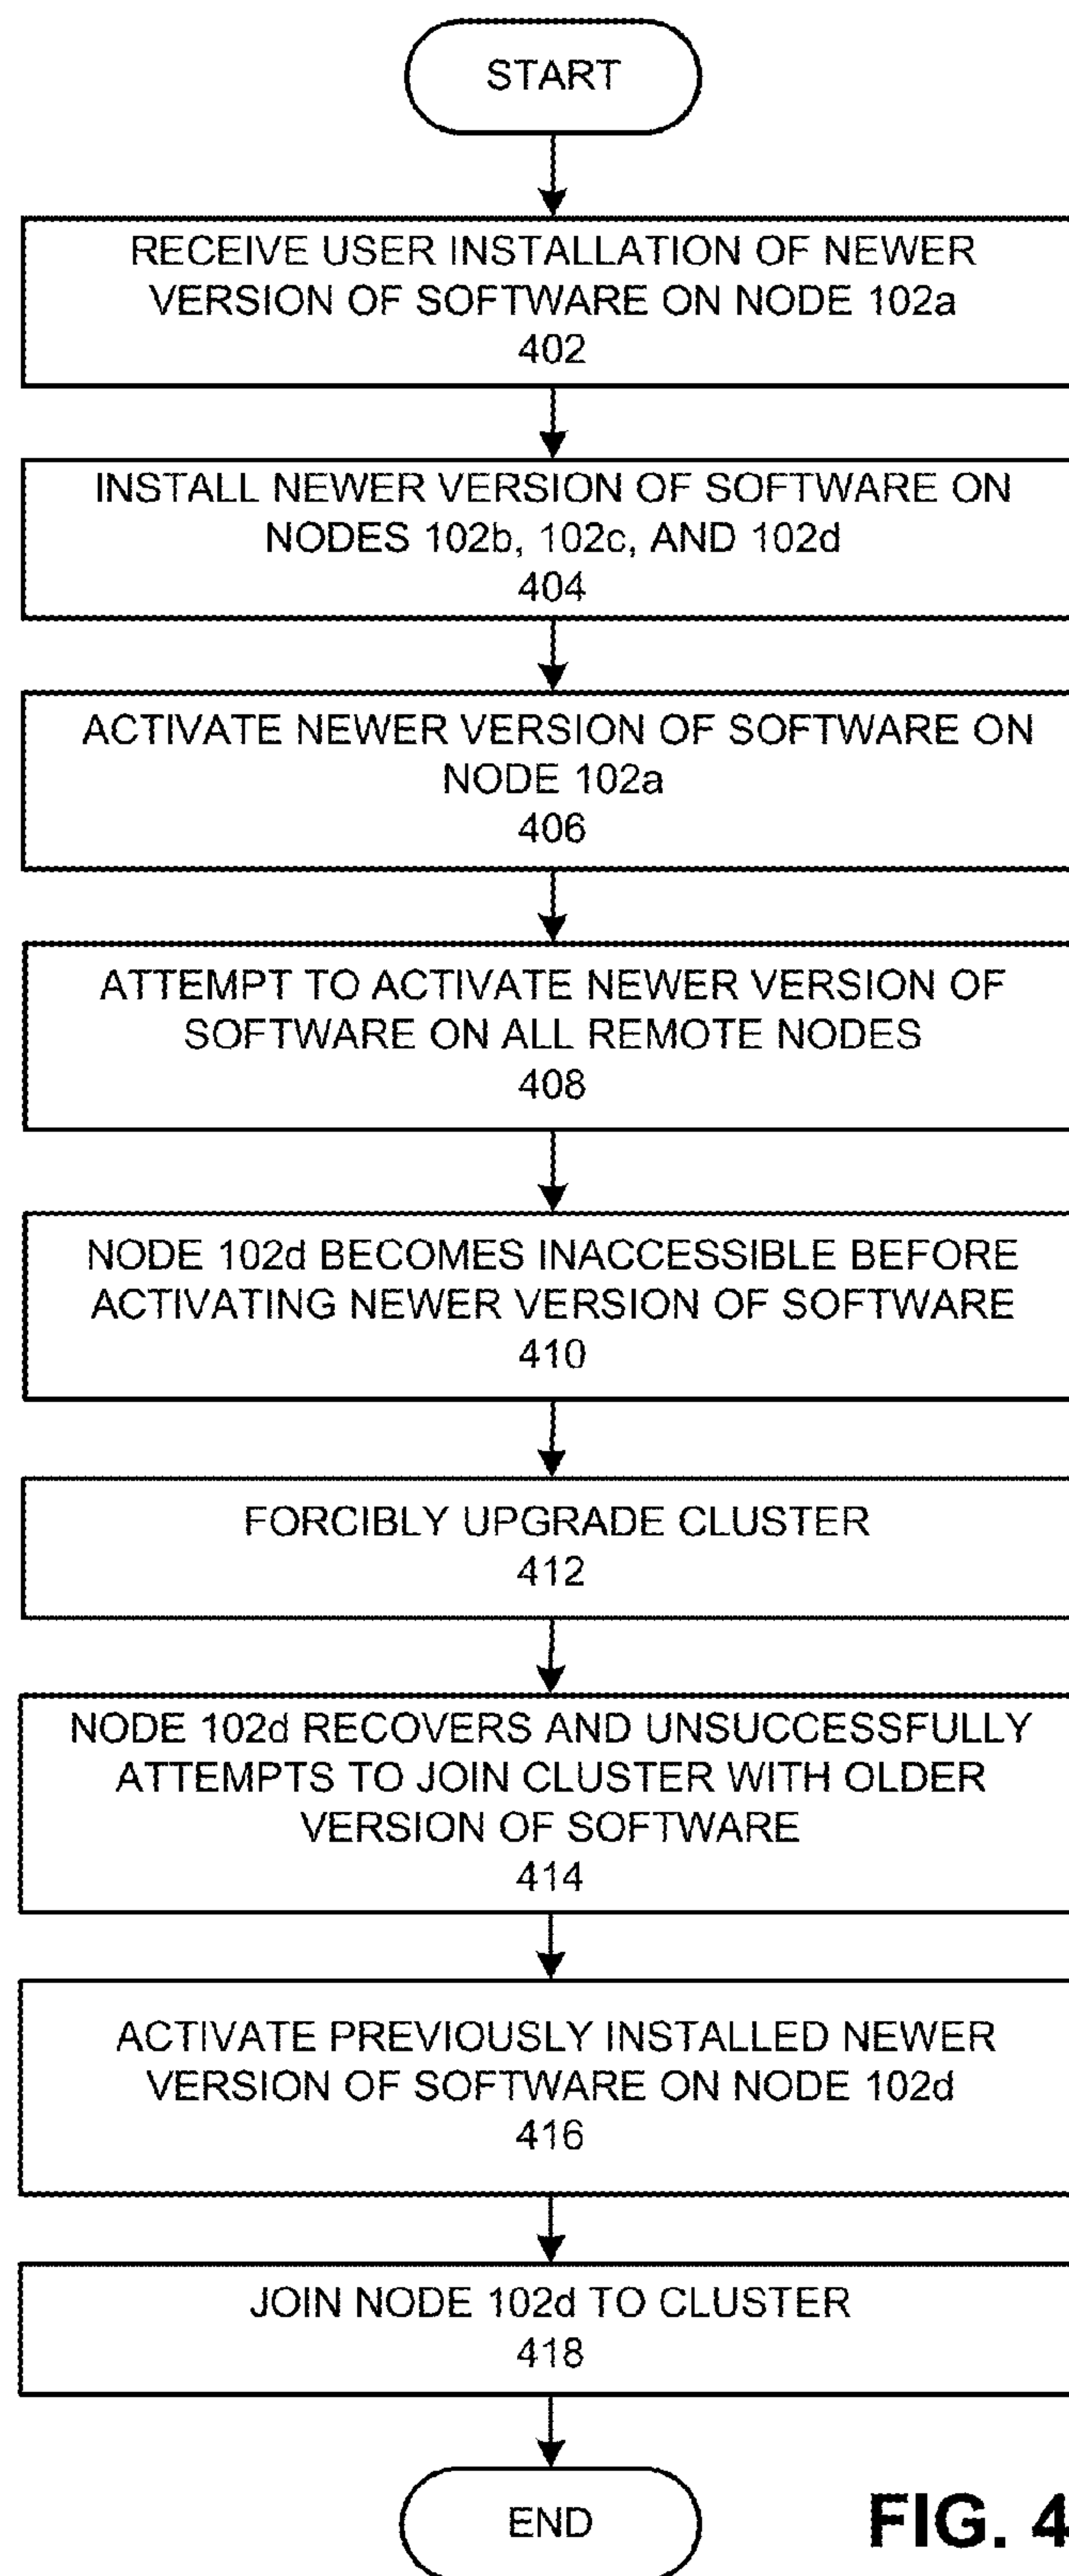 START
RECEIVE USER INSTALLATION OF NEWER
VERSION OF SOFTWARE ON NODE 102a
402
INSTALL NEWER VERSION OF SOFTWARE ON
NODES 102b, 102c, AND 102d
404
ACTIVATE NEWER VERSION OF SOFTWARE ON
NODE 102a
406
ATTEMPT TO ACTIVATE NEWER VERSION OF
SOFTWARE ON ALL REMOTE NODES
408
NODE 102d BECOMES INACCESSIBLE BEFORE
ACTIVATING NEWER VERSION OF SOFTWARE
410
FORCIBLY UPGRADE CLUSTER
412
NODE 102d RECOVERS AND UNSUCCESSFULLY
ATTEMPTS TO JOIN CLUSTER WITH OLDER
VERSION OF SOFTWARE
414
ACTIVATE PREVIOUSLY INSTALLED NEWER
VERSION OF SOFTWARE ON NODE 102d
416
JOIN NODE 102d TO CLUSTER
418
END
FIG. 4